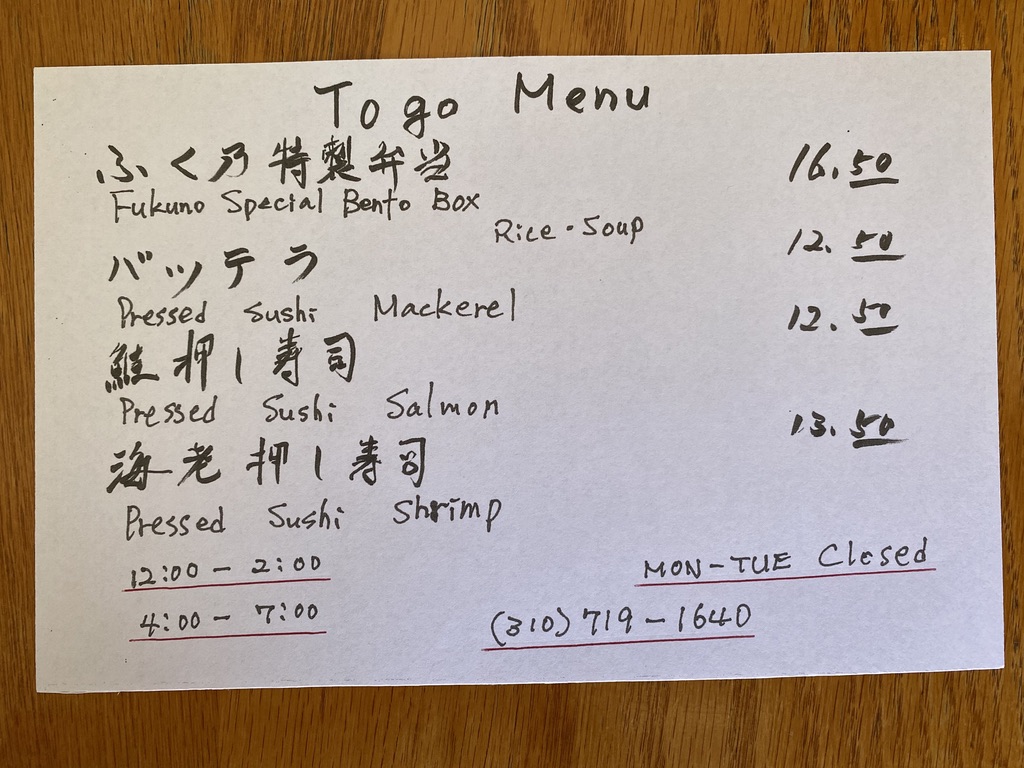 To go Menu
ふく乃特製弁当 16.50
Fukuno Special Bento Box
Rice・Soup
バッテラ 12.50
Pressed Sushi Mackerel
鮭押し寿司 12.50
Pressed Sushi Salmon
海老押し寿司 13.50
Pressed Sushi Shrimp
12:00 - 2:00 MON-TUE Closed
4:00 - 7:00 (310) 719-1640